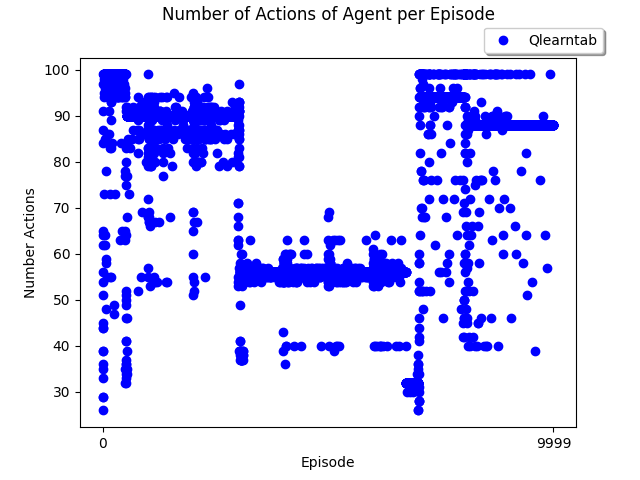 Number of Actions of Agent per Episode
Qlearntab
100
90
80
70
60
50
40
30
Number Actions
0
9999
Episode